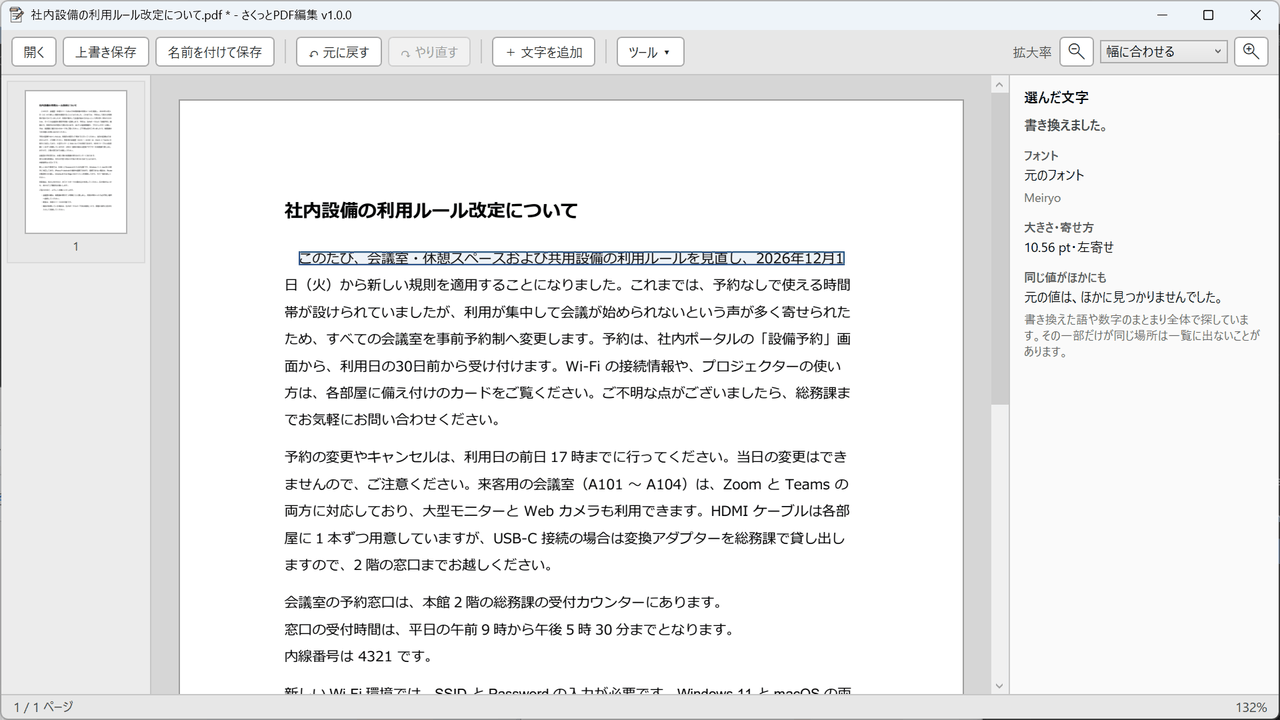 社内設備の利用ルール改定について.pdf * - さくっとPDF編集 v1.0.0
開く 上書き保存 名前を付けて保存 元に戻す やり直す + 文字を追加 ツール 拡大率 幅に合わせる
1
社内設備の利用ルール改定について
このたび、会議室・休憩スペースおよび共用設備の利用ルールを見直し、2026年12月1
日（火）から新しい規則を適用することになりました。これまでは、予約なしで使える時間
帯が設けられていましたが、利用が集中して会議が始められないという声が多く寄せられた
ため、すべての会議室を事前予約制へ変更します。予約は、社内ポータルの「設備予約」画
面から、利用日の30日前から受け付けます。Wi-Fi の接続情報や、プロジェクターの使い
方は、各部屋に備え付けのカードをご覧ください。ご不明な点がございましたら、総務課ま
でお気軽にお問い合わせください。
予約の変更やキャンセルは、利用日の前日 17 時までに行ってください。当日の変更はでき
ませんので、ご注意ください。来客用の会議室（A101 ～ A104）は、Zoom と Teams の
両方に対応しており、大型モニターと Web カメラも利用できます。HDMI ケーブルは各部
屋に 1 本ずつ用意していますが、USB-C 接続の場合は変換アダプターを総務課で貸し出し
ますので、2 階の窓口までお越しください。
会議室の予約窓口は、本館 2 階の総務課の受付カウンターにあります。
窓口の受付時間は、平日の午前 9 時から午後 5 時 30 分までとなります。
内線番号は 4321 です。
新しい Wi-Fi 環境では、SSID と Password の入力が必要です。Windows 11 と macOS の両
選んだ文字
書き換えました。
フォント
元のフォント
Meiryo
大きさ・寄せ方
10.56 pt・左寄せ
同じ値がほかにも
元の値は、ほかに見つかりませんでした。
書き換えた語や数字のまとまり全体で探していま
す。その一部だけが同じ場所は一覧に出ないことが
あります。
1 / 1 ページ
132%